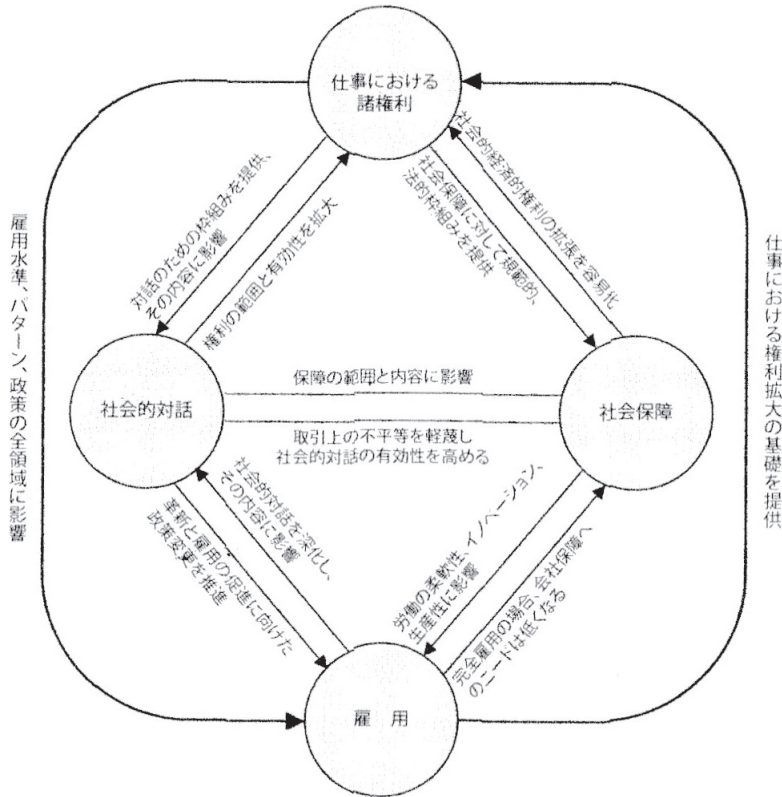 仕事における
諸権利
対話のための枠組みを提供、
その内容に影響
権利の範囲と有効性を拡大
社会保障に対して規範的、
法的枠組みを提供
社会的経済的権利の拡張を容易化
雇用水準、パターン、政策の全領域に影響
仕事における権利拡大の基礎を提供
社会的対話
保障の範囲と内容に影響
取引上の不平等を軽蔑し
社会的対話の有効性を高める
社会保障
社会的対話を深化し、
その内容に影響
革新と雇用の促進に向けた
政策変更を推進
労働の柔軟性、イノベーション、
生産性に影響
完全雇用の場合、会社保障へ
のニードは低くなる
雇用